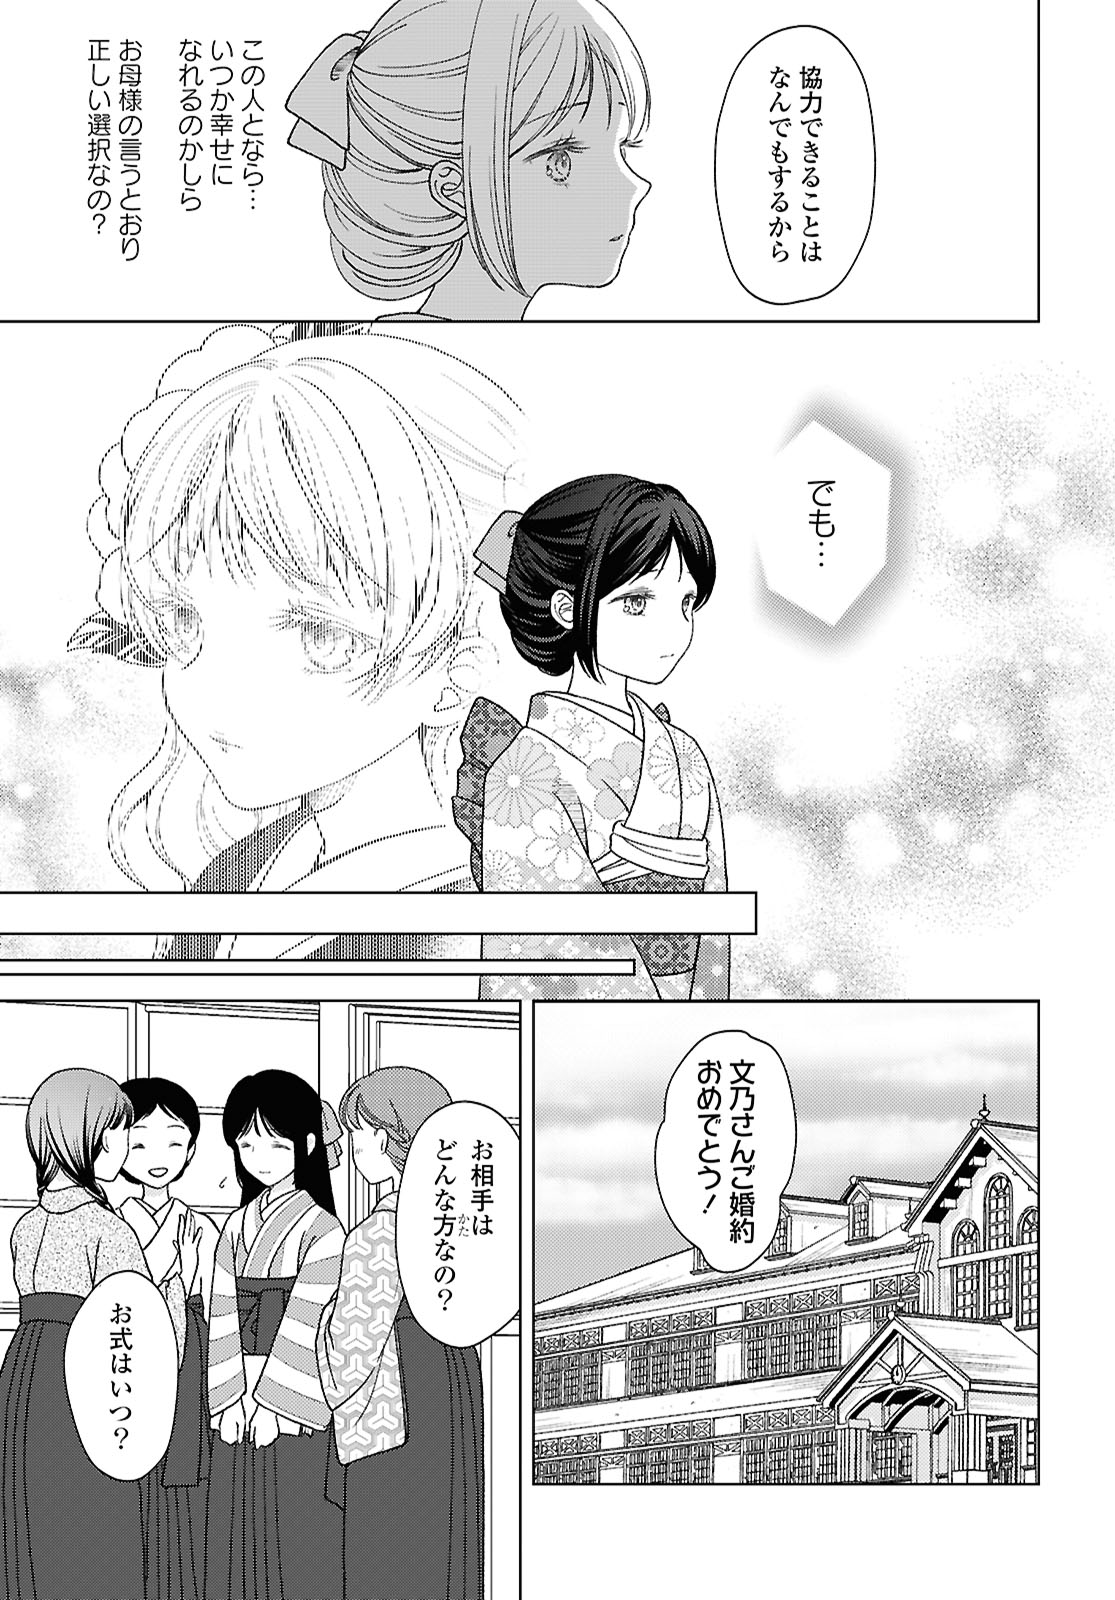 協力できることは
なんでもするから
この人となら…
いつか幸せに
なれるのかしら
お母様の言うとおり
正しい選択なの？
でも…
文乃さんご婚約
おめでとう！
お相手は
どんな方なの？
かた
お式はいつ？